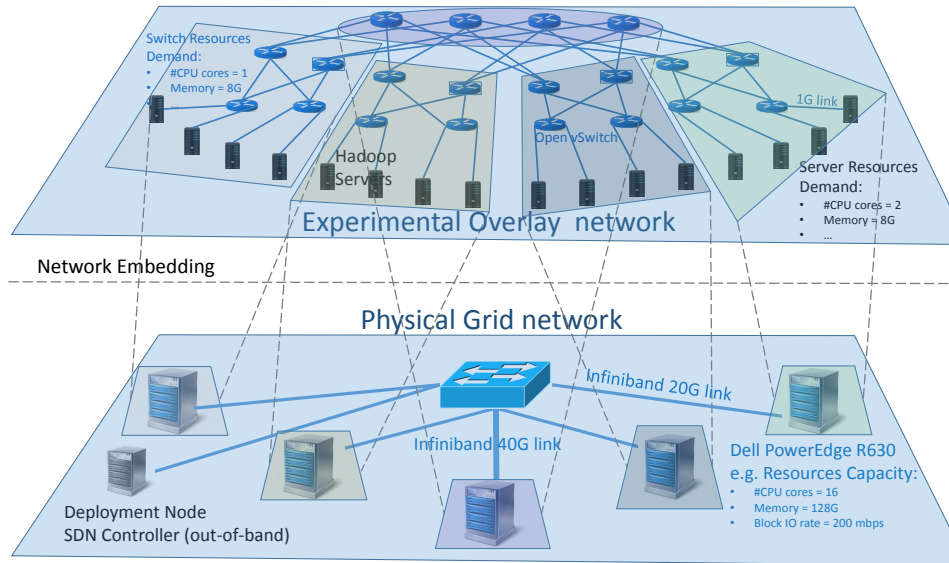 Switch Resources
Demand:
• #CPU cores = 1
• Memory = 8G
• ...
1G link
Open vSwitch
Hadoop
Servers
Server Resources
Demand:
• #CPU cores = 2
• Memory = 8G
• ...
Experimental Overlay network
Network Embedding
Physical Grid network
Infiniband 20G link
Infiniband 40G link
Dell PowerEdge R630
e.g. Resources Capacity:
• #CPU cores = 16
• Memory = 128G
• Block IO rate = 200 mbps
Deployment Node
SDN Controller (out-of-band)